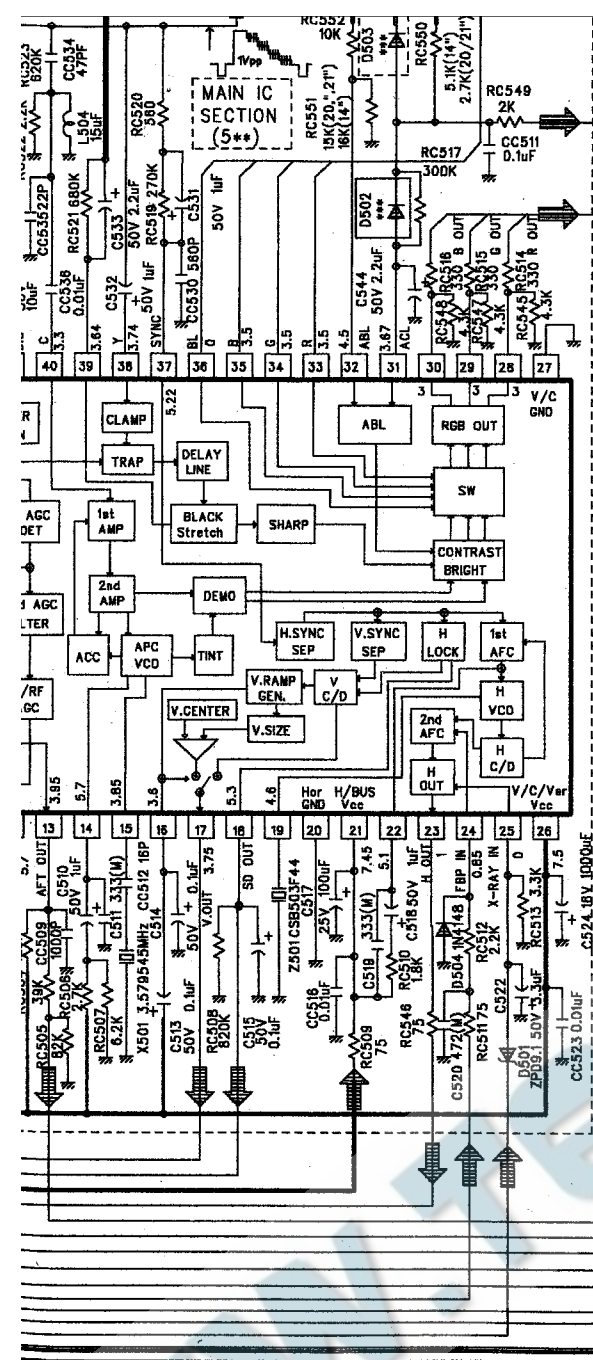 RC523
620K
CC534
47PF
RC520
560
1Vpp
MAIN IC
SECTION
(5**)
RC552
10K
D503
***
RC550
5.1K(14")
2.7K(20/21")
RC551
15K(20,",21")
16K(14")
RC549
2K
CC511
0.1uF
L504
15uF
RC521 680K
C533
50V 2.2uF
RC519 270K
C531
50V 1uF
RC517
300K
D502
***
CC53522P
CC536
0.01uF
C532
50V 1uF
CC530 560P
C544
50V 2.2uF
RC516
330
B OUT
RC515
330
G OUT
RC514
330
R OUT
RC548
4.3K
RC547
4.3K
RC545
4.3K
10uF
C
3.3
3.64
Y
3.74
SYNC
BL
O
B
3.5
G
3.5
R
3.5
4.5
ABL
3.67
ACL
40
39
38
37
36
35
34
33
32
31
30
29
28
27
5.22
3
3
3
V/C
GND
CLAMP
ABL
RGB OUT
TRAP
DELAY
LINE
SW
AGC
DET
1st
AMP
BLACK
Stretch
SHARP
CONTRAST
BRIGHT
AGC
2nd
AMP
DEMO
ACC
APC
VCO
TINT
H.SYNC
SEP
V.SYNC
SEP
H
LOCK
1st
AFC
/RF
V.RAMP
GEN.
V
C/D
H
VCO
V.CENTER
V.SIZE
2nd
AFC
H
C/D
H
OUT
3.95
5.7
3.85
3.6
5.3
4.6
Hor
GND
H/BUS
Vcc
V/C/Ver
Vcc
13
14
15
16
17
18
19
20
21
22
23
24
25
26
AFT OUT
C510
50V 1uF
C511 333(M)
CC512 16P
C514
50V 0.1uF
V.OUT
3.75
SD OUT
Z501 CSB503F44
C517
25V 100uF
7.45
5.1
C518 50V 1uF
H OUT
1
FBP IN
0.85
X-RAY IN
0
7.5
C524 16V 1000uF
CC509
1000P
39K
RC506
2.7K
RC505
82K
RC507
6.2K
X501 3.579545MHz
C513
50V 0.1uF
RC508
820K
C515
50V
0.1uF
CC516
0.01uF
333(M)
C519
RC510
1.8K
RC509
75
D504 1N4148
RC512
2.2K
RC513 3.3K
C522
50V 3.3uF
RC546
75
C520 472(M)
RC511 75
D501
ZPD9.1
CC523 0.01uF